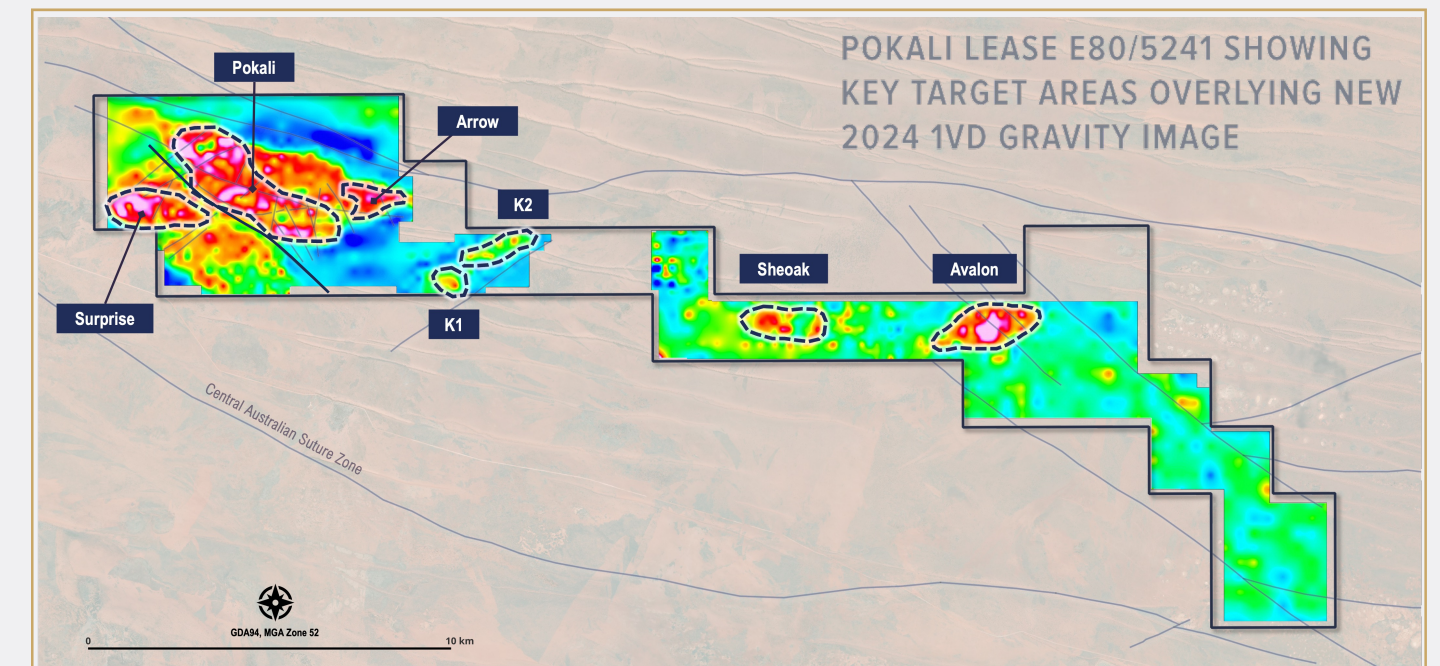 POKALI LEASE E80/5241 SHOWING
KEY TARGET AREAS OVERLYING NEW
2024 1VD GRAVITY IMAGE
Pokali
Arrow
K2
Sheoak
Avalon
Surprise
K1
Central Australian Suture Zone
GDA94, MGA Zone 52
0
10 km